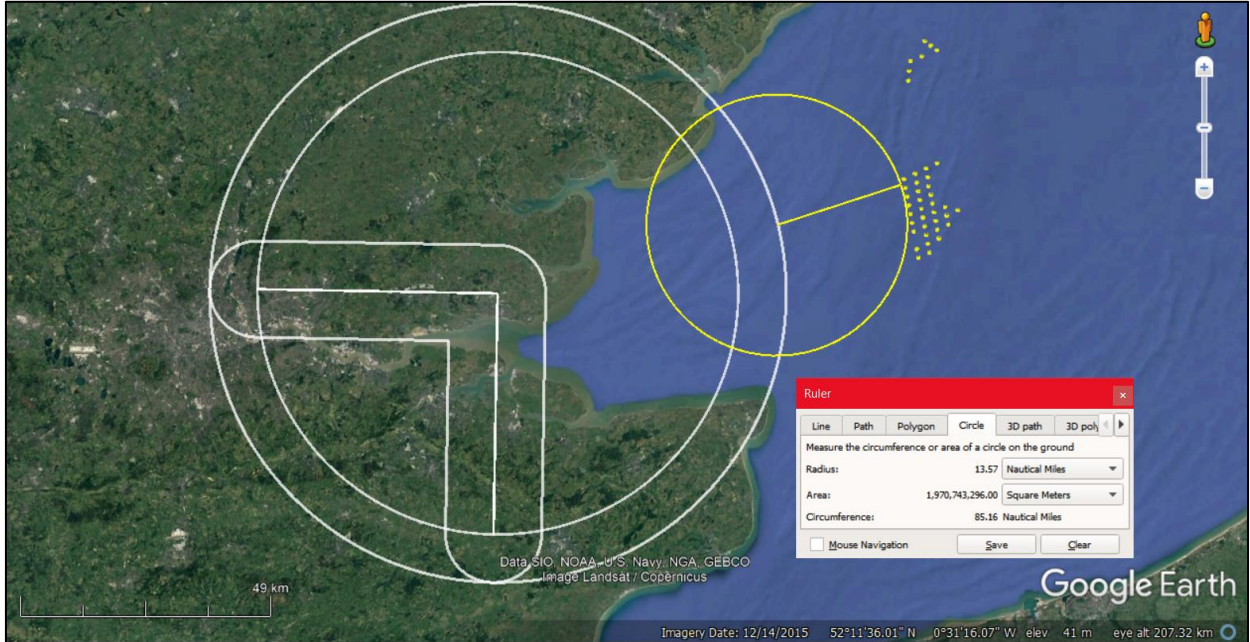 Ruler
Line Path Polygon Circle 3D path 3D poly
Measure the circumference or area of a circle on the ground
Radius: 13.57 Nautical Miles
Area: 1,970,743,296.00 Square Meters
Circumference: 85.16 Nautical Miles
Mouse Navigation Save Clear
Data SIO, NOAA, U.S. Navy, NGA, GEBCO
Image Landsat / Copernicus
49 km
Google Earth
Imagery Date: 12/14/2015 52°11'36.01" N 0°31'16.07" W elev 41 m eye alt 207.32 km